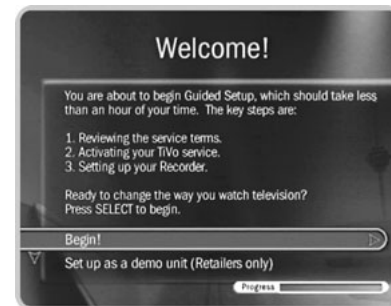 Welcome!
You are about to begin Guided Setup, which should take less
than an hour of your time. The key steps are:
1. Reviewing the service terms.
2. Activating your TiVo service.
3. Setting up your Recorder.
Ready to change the way you watch television?
Press SELECT to begin.
Begin!
Set up as a demo unit (Retailers only)
Progress